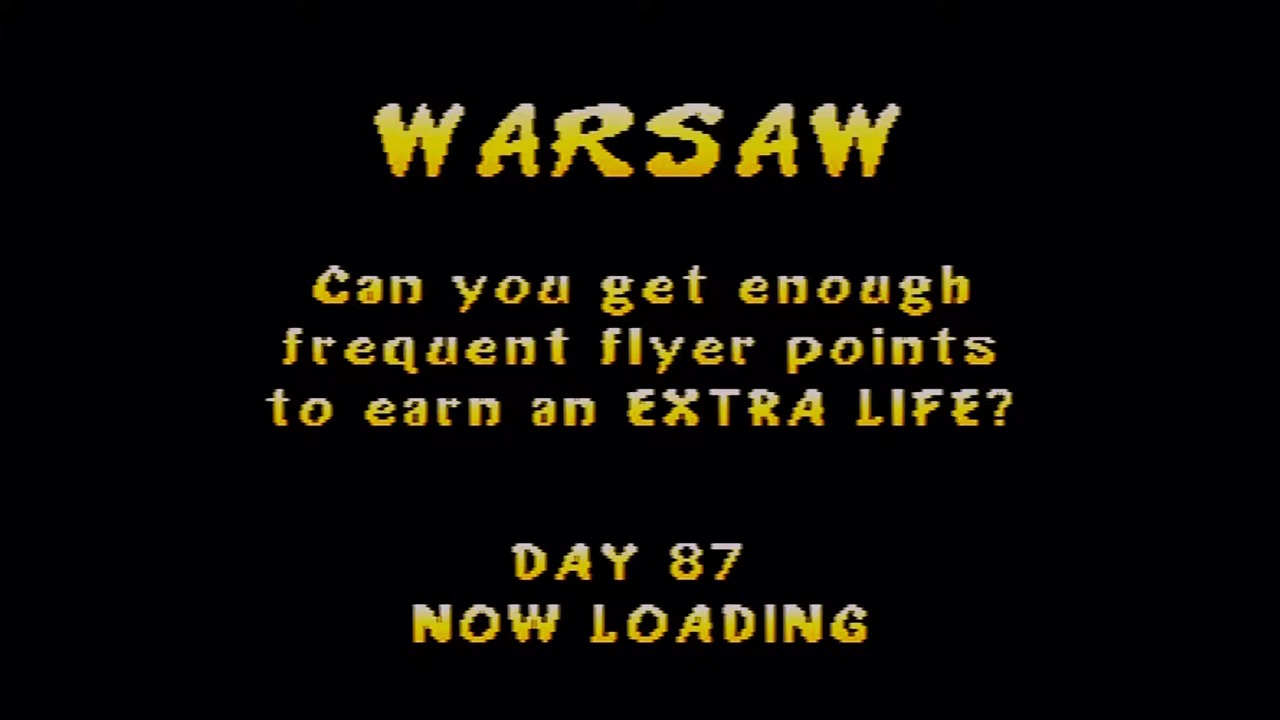 WARSAW
Can you get enough
frequent flyer points
to earn an EXTRA LIFE?
DAY 87
NOW LOADING